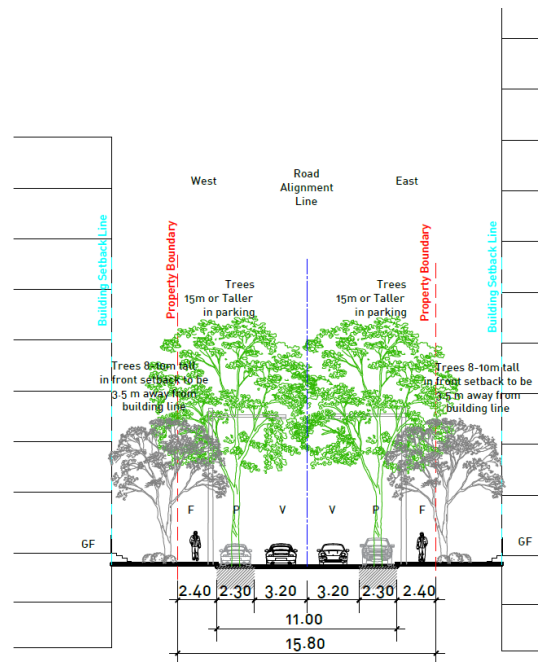 West
Road
Alignment
Line
East
Building Setback Line
Property Boundary
Property Boundary
Building Setback Line
Trees
15m or Taller
in parking
Trees
15m or Taller
in parking
Trees 8-10m tall
in front setback to be
3.5 m away from
building line
Trees 8-10m tall
in front setback to be
3.5 m away from
building line
F P V V P F
GF
GF
2.40 2.30 3.20 3.20 2.30 2.40
11.00
15.80